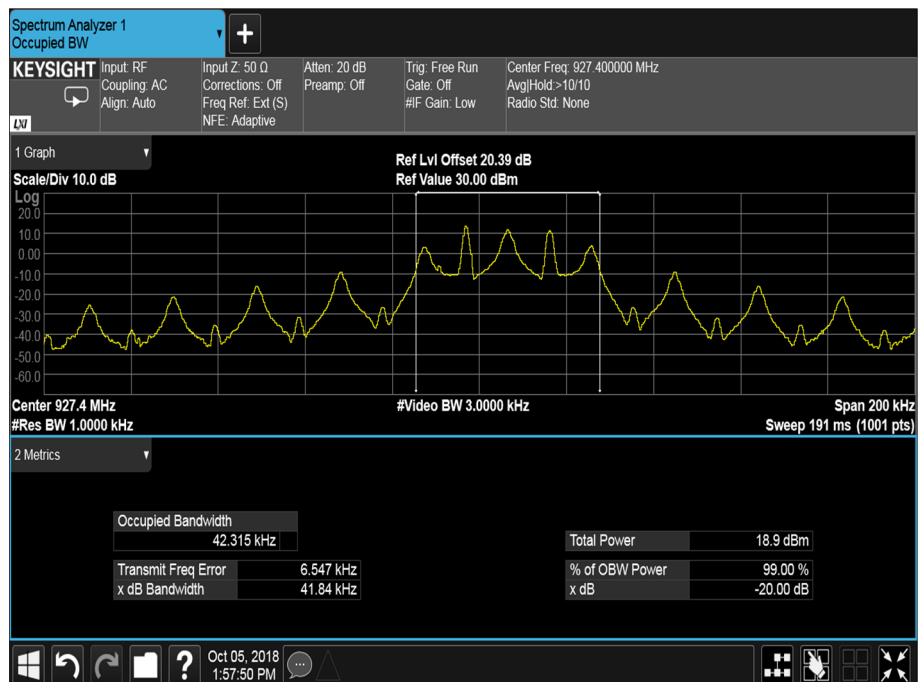 Spectrum Analyzer 1
Occupied BW
+
KEYSIGHT
LXI
Input: RF
Coupling: AC
Align: Auto
Input Z: 50 Ω
Corrections: Off
Freq Ref: Ext (S)
NFE: Adaptive
Atten: 20 dB
Preamp: Off
Trig: Free Run
Gate: Off
#IF Gain: Low
Center Freq: 927.400000 MHz
Avg|Hold:>10/10
Radio Std: None
1 Graph
Scale/Div 10.0 dB
Ref Lvl Offset 20.39 dB
Ref Value 30.00 dBm
Log
20.0
10.0
0.00
-10.0
-20.0
-30.0
-40.0
-50.0
-60.0
Center 927.4 MHz
#Video BW 3.0000 kHz
Span 200 kHz
#Res BW 1.0000 kHz
Sweep 191 ms (1001 pts)
2 Metrics
Occupied Bandwidth
42.315 kHz
Total Power 18.9 dBm
Transmit Freq Error 6.547 kHz
% of OBW Power 99.00 %
x dB Bandwidth 41.84 kHz
x dB -20.00 dB
?
Oct 05, 2018
1:57:50 PM